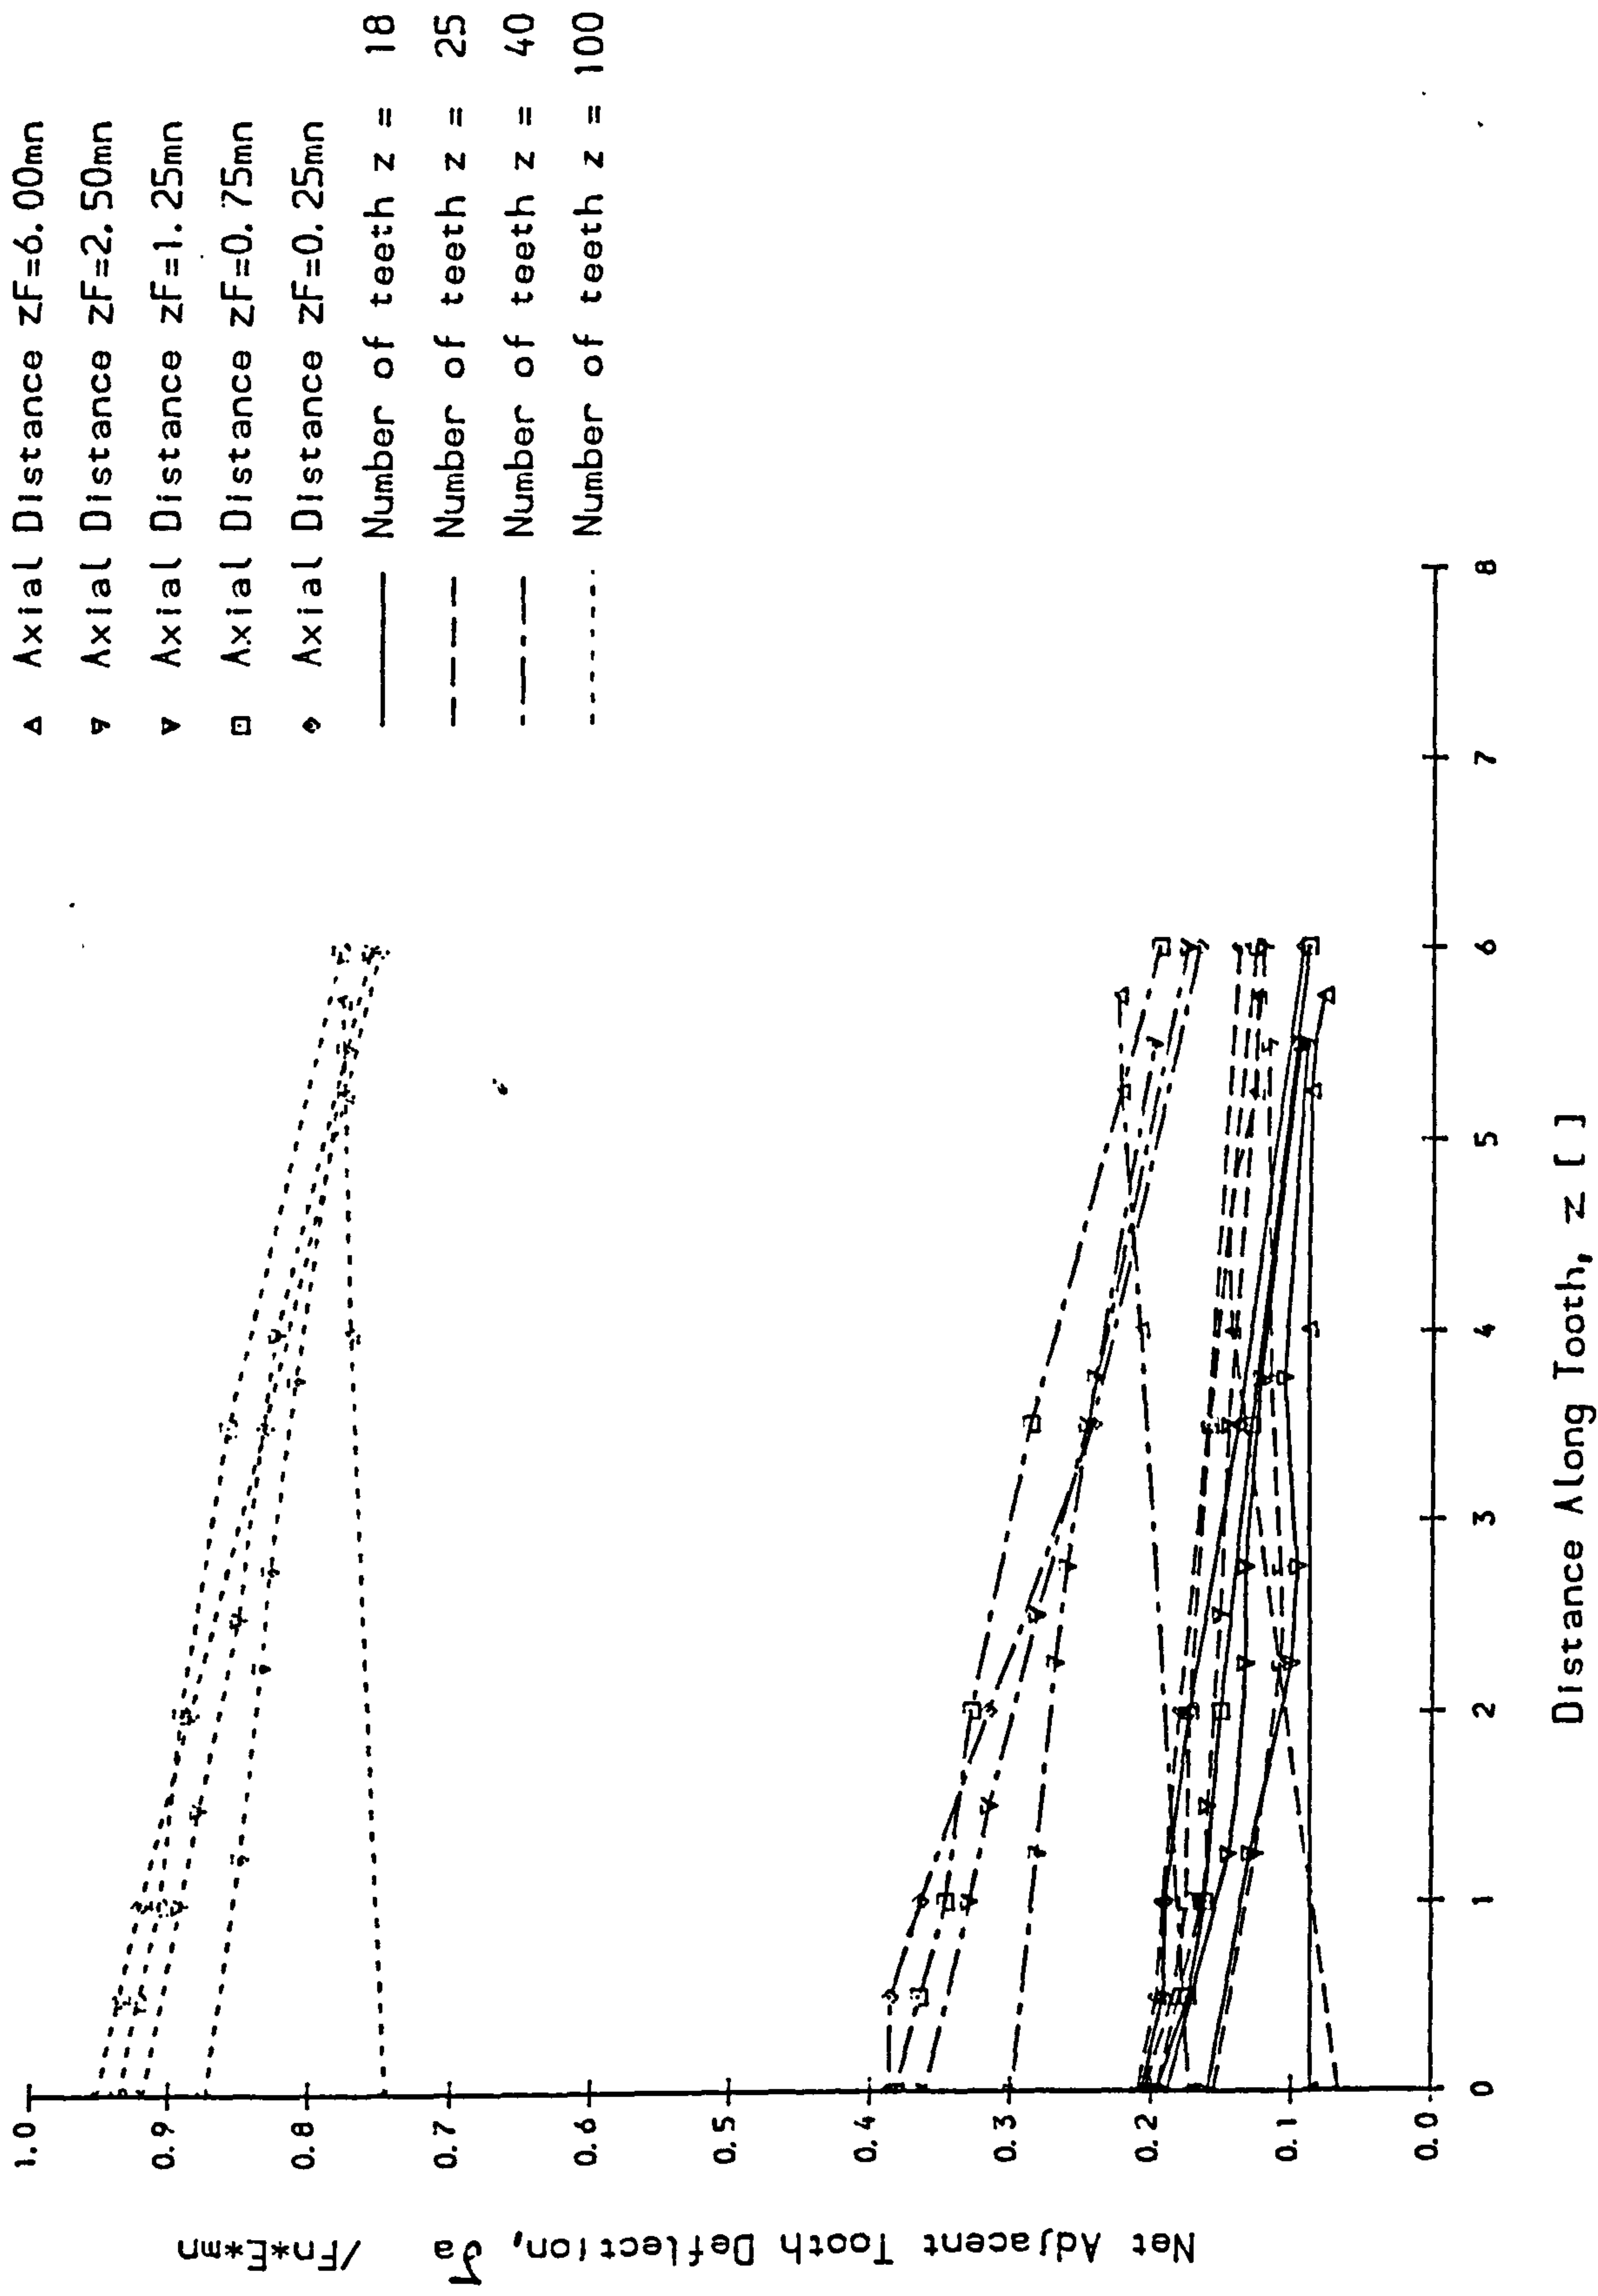 △ Axial Distance zF=6.00mn
▽ Axial Distance zF=2.50mn
▼ Axial Distance zF=1.25mn
□ Axial Distance zF=0.75mn
◇ Axial Distance zF=0.25mn
Number of teeth z = 18
Number of teeth z = 25
Number of teeth z = 40
Number of teeth z = 100
Net Adjacent Tooth Deflection, δa
/Fn*E*mn
1.0
0.9
0.8
0.7
0.6
0.5
0.4
0.3
0.2
0.1
0.0
0 1 2 3 4 5 6 7 8
Distance Along Tooth, z [ ]